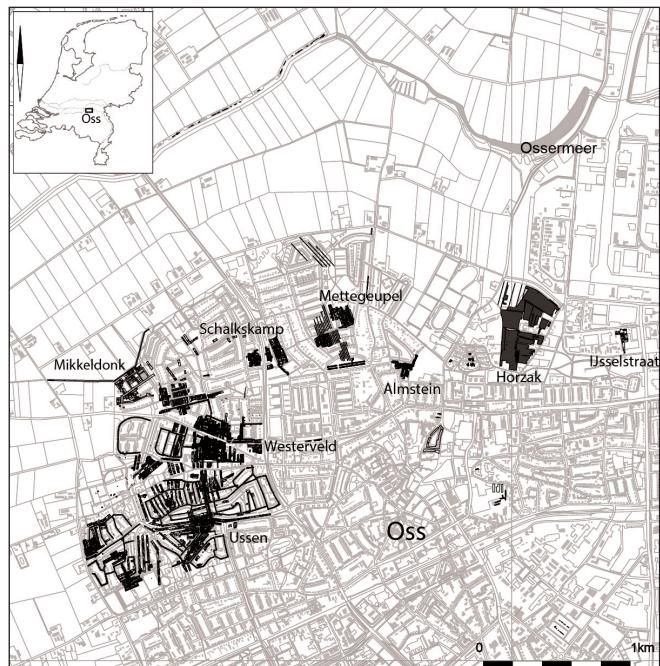 Oss
Ossermeer
Mettegeupel
Schalkskamp
Mikkeldonk
IJsselstraat
Almstein
Horzak
Westerveld
Ussen
Oss
0 1km